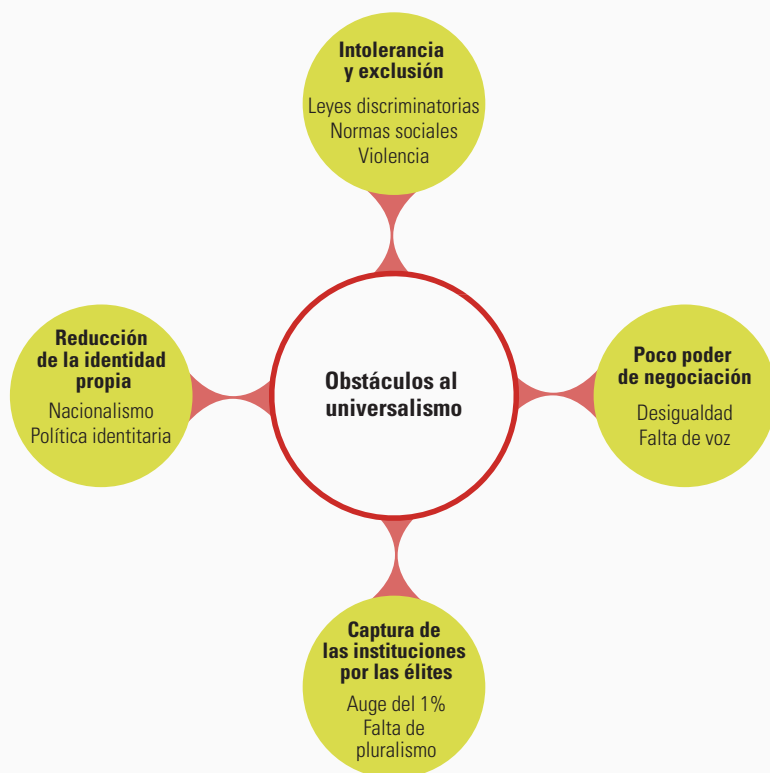 Intolerancia
y exclusión
Leyes discriminatorias
Normas sociales
Violencia
Reducción
de la identidad
propia
Nacionalismo
Política identitaria
Obstáculos al
universalismo
Poco poder
de negociación
Desigualdad
Falta de voz
Captura de
las instituciones
por las élites
Auge del 1%
Falta de
pluralismo